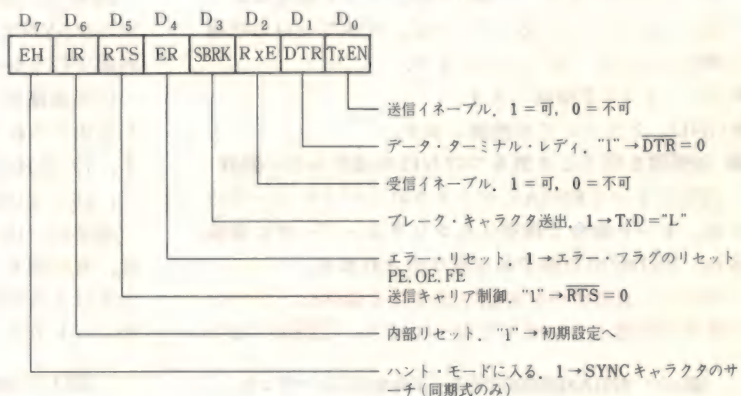 D7 D6 D5 D4 D3 D2 D1 D0
EH IR RTS ER SBRK RxE DTR TxEN
送信イネーブル，1＝可，0＝不可
データ・ターミナル・レディ，"1"→D̅T̅R̅＝0
受信イネーブル，1＝可，0＝不可
ブレーク・キャラクタ送出，1→TxD＝"L"
エラー・リセット，1→エラー・フラグのリセット
PE, OE, FE
送信キャリア制御，"1"→R̅T̅S̅＝0
内部リセット，"1"→初期設定へ
ハント・モードに入る，1→SYNCキャラクタのサ
ーチ(同期式のみ)